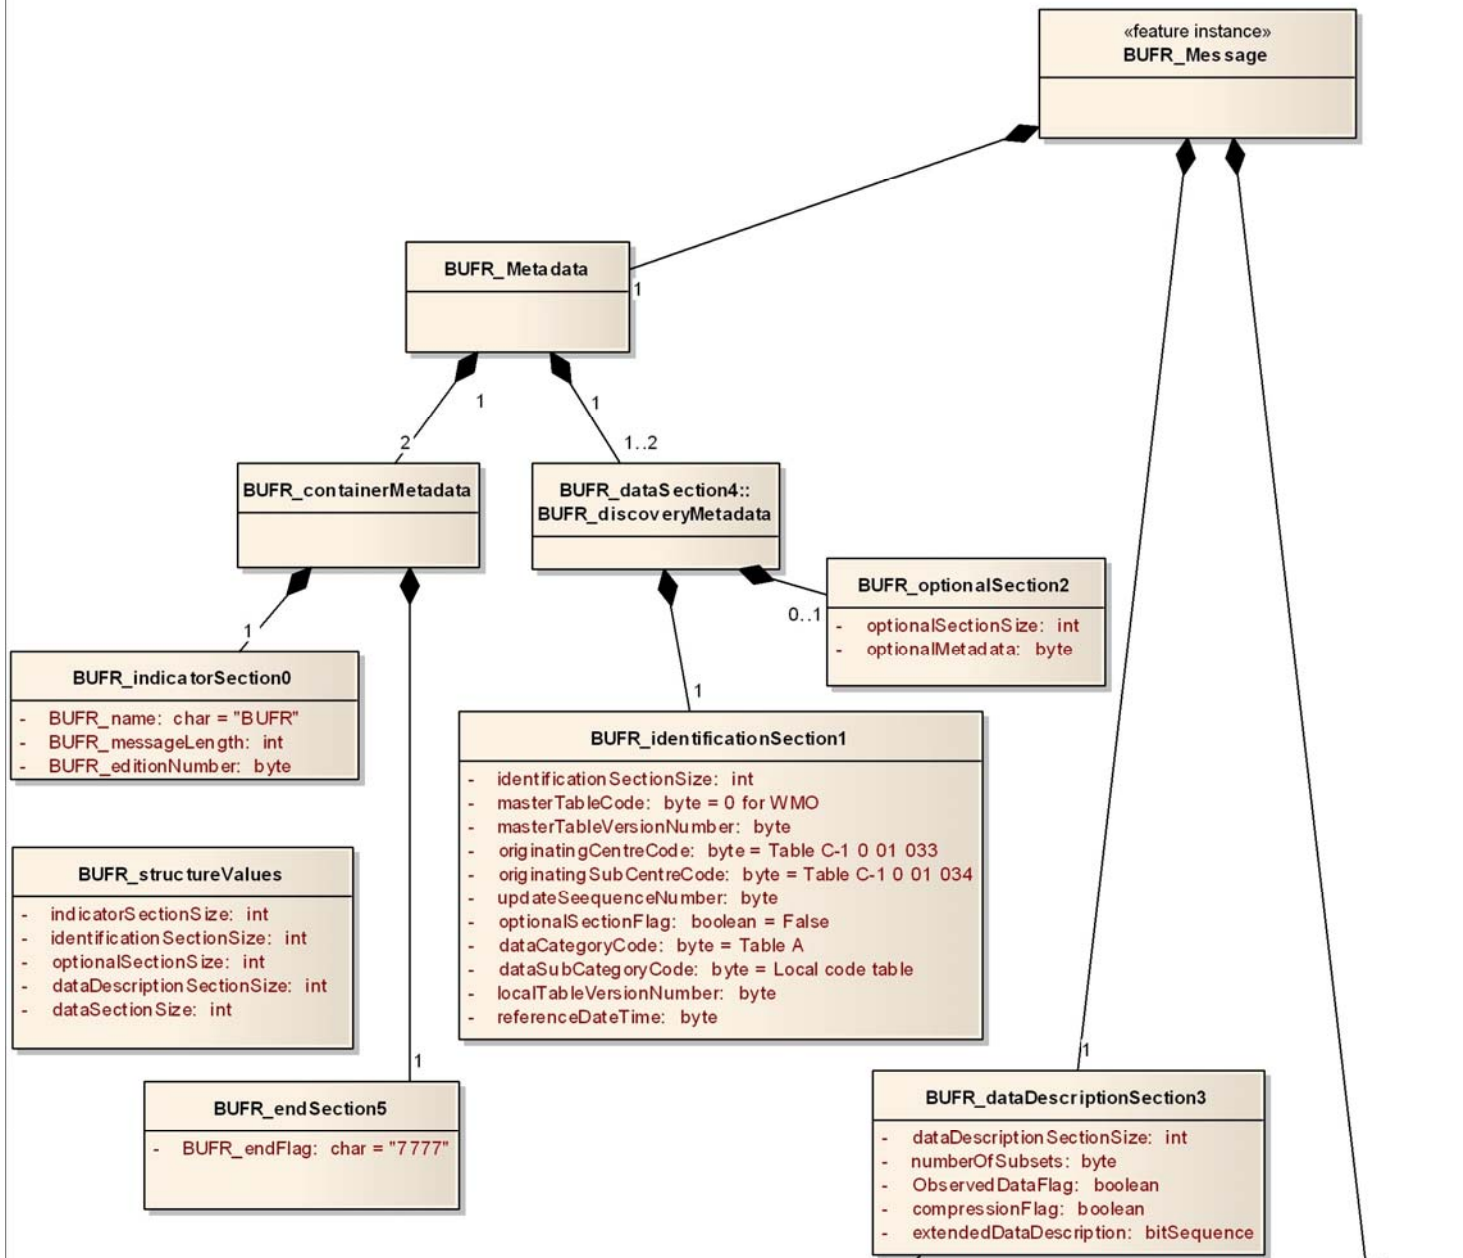 «feature instance»
BUFR_Message
BUFR_Metadata
1
1
1
2
1..2
BUFR_containerMetadata
BUFR_dataSection4::
BUFR_discoveryMetadata
BUFR_optionalSection2
- optionalSectionSize: int
- optionalMetadata: byte
0..1
1
BUFR_indicatorSection0
- BUFR_name: char = "BUFR"
- BUFR_messageLength: int
- BUFR_editionNumber: byte
1
BUFR_identificationSection1
- identificationSectionSize: int
- masterTableCode: byte = 0 for WMO
- masterTableVersionNumber: byte
- originatingCentreCode: byte = Table C-1 0 01 033
- originatingSubCentreCode: byte = Table C-1 0 01 034
- updateSeequenceNumber: byte
- optionalSectionFlag: boolean = False
- dataCategoryCode: byte = Table A
- dataSubCategoryCode: byte = Local code table
- localTableVersionNumber: byte
- referenceDateTime: byte
BUFR_structureValues
- indicatorSectionSize: int
- identificationSectionSize: int
- optionalSectionSize: int
- dataDescriptionSectionSize: int
- dataSectionSize: int
1
BUFR_endSection5
- BUFR_endFlag: char = "7777"
1
BUFR_dataDescriptionSection3
- dataDescriptionSectionSize: int
- numberOfSubsets: byte
- ObservedDataFlag: boolean
- compressionFlag: boolean
- extendedDataDescription: bitSequence